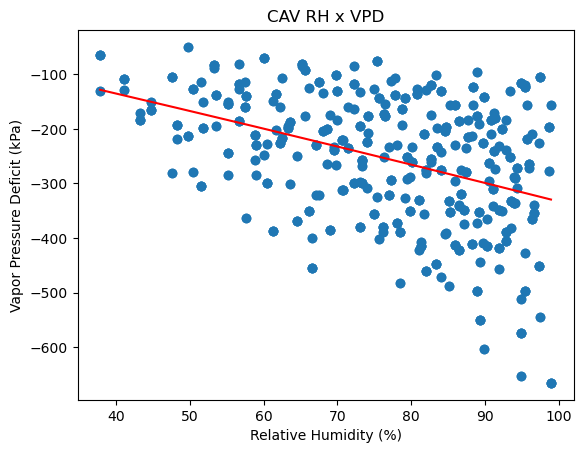 CAV RH x VPD
Vapor Pressure Deficit (kPa)
−100
−200
−300
−400
−500
−600
40 50 60 70 80 90 100
Relative Humidity (%)